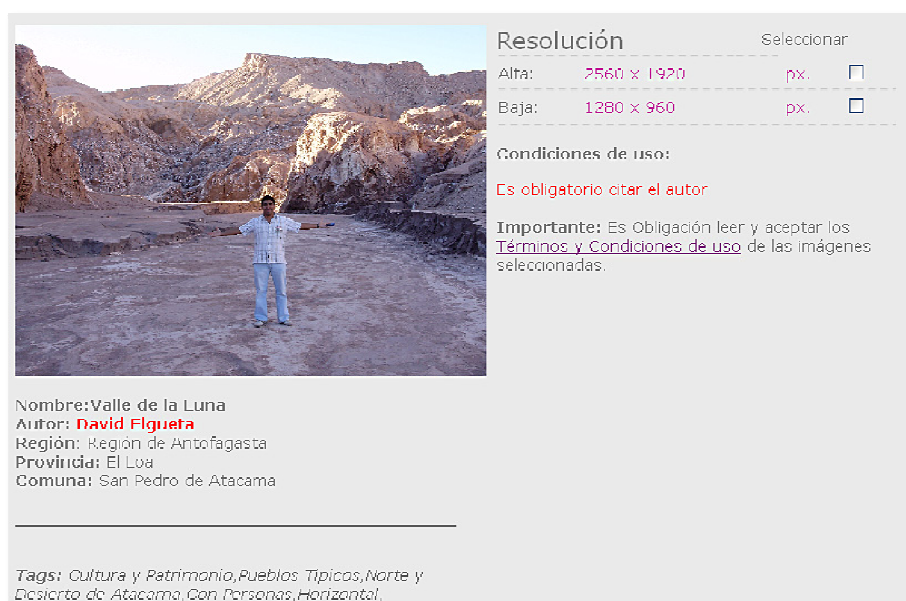 Resolución Seleccionar
Alta: 2560 x 1920 px.
Baja: 1280 x 960 px.
Condiciones de uso:
Es obligatorio citar el autor
Importante: Es Obligación leer y aceptar los
Términos y Condiciones de uso de las imágenes
seleccionadas.
Nombre:Valle de la Luna
Autor: David Elgueta
Región: Región de Antofagasta
Provincia: El Loa
Comuna: San Pedro de Atacama
Tags: Cultura y Patrimonio,Pueblos Tipicos,Norte y
Desierto de Atacama,Con Personas,Horizontal,